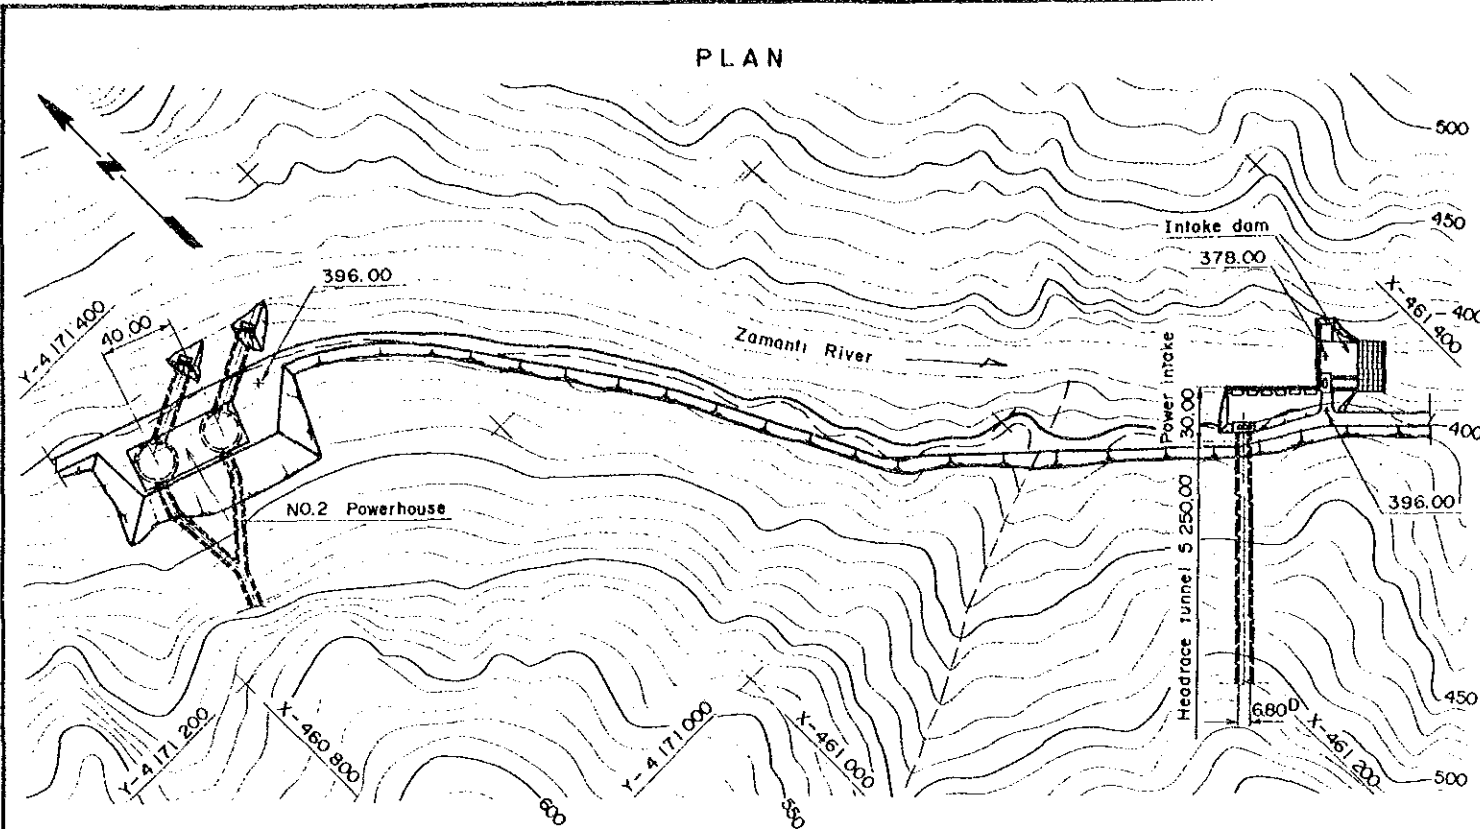 PLAN
N
500
450
Intake dam
378.00
396.00
X-461 400
400
Y-4 171 400
40.00
Zamantı River
Power intake
30.00
400
396.00
NO.2 Powerhouse
Headrace tunnel 5 250.00
450
6.80D
Y-4 171 200
X-460 800
Y-4 171 000
X-461 000
X-461 200
500
600
550